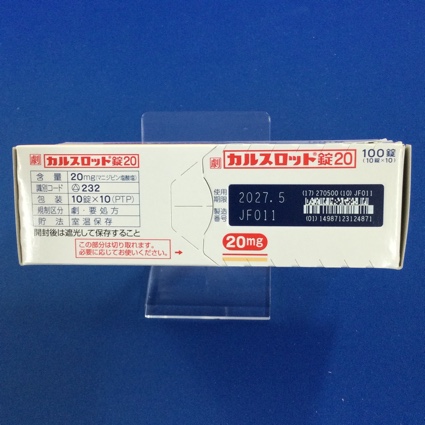 劇 カルスロット錠20
含量 20mg(マニジピン塩酸塩)
識別コード 232
包装 10錠×10(PTP)
規制区分 劇・要処方
貯法 室温保存
開封後は遮光して保存すること
この部分は切り取れます。
必要に応じてお使いください。
劇 カルスロット錠20 100錠
(10錠×10)
使用期限 2027.5
製造番号 JF011
(17) 270500 (10) JF011
(01) 14987123124871
20mg